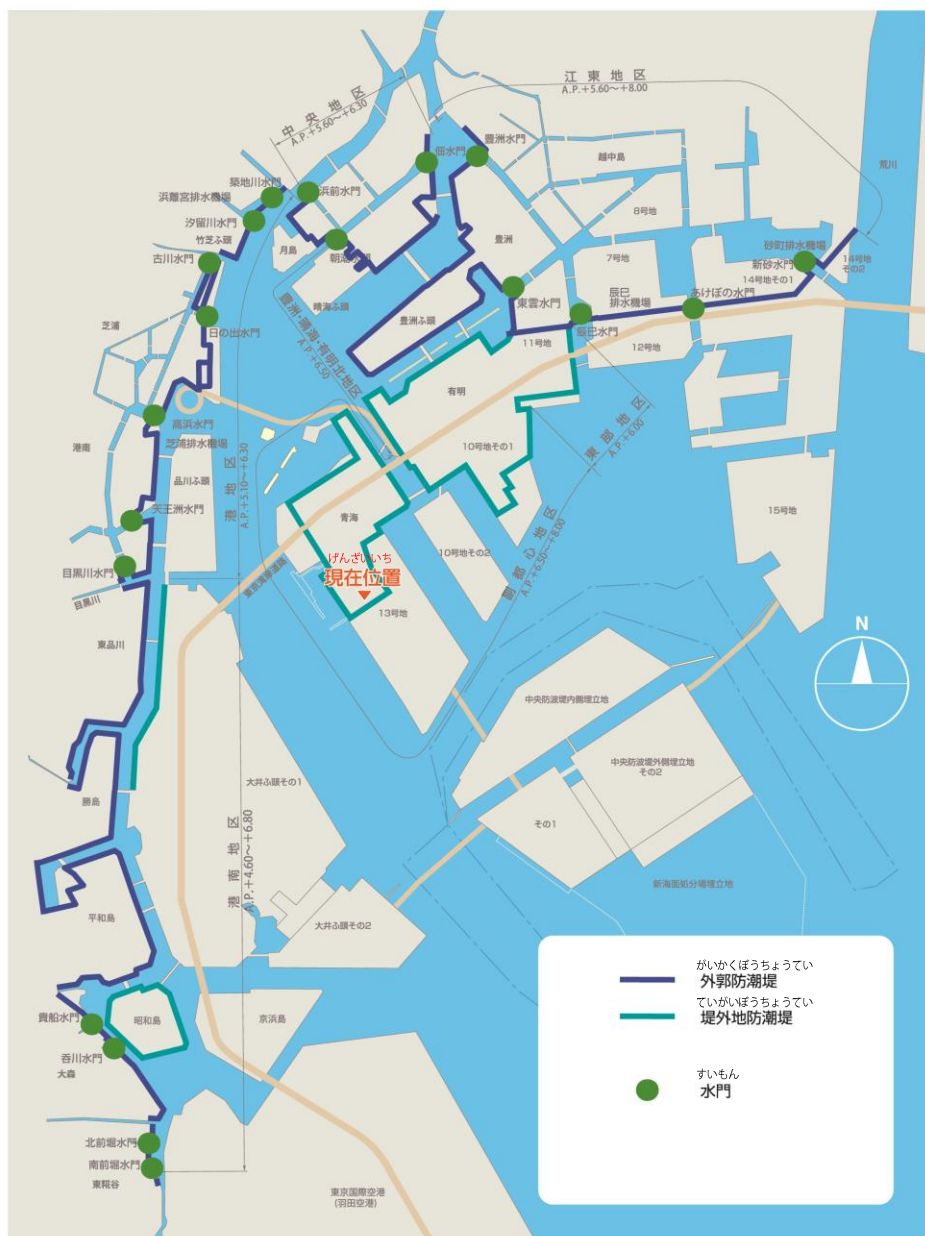 江東地区
A.P.+5.60～+8.00
中央地区
A.P.+5.60～+6.30
豊洲水門
佃水門
越中島
荒川
築地川水門
浜離宮排水機場
浜前水門
汐留川水門
竹芝ふ頭
8号地
豊洲
月島
朝潮水門
砂町排水機場
新砂水門
14号地
その2
14号地その1
7号地
古川水門
晴海ふ頭
東雲水門
辰巳
排水機場
あけぼの水門
豊洲ふ頭
辰巳水門
芝浦
日の出水門
11号地
12号地
豊洲・晴海・有明北地区
A.P.+6.50
有明
高浜水門
芝浦排水機場
10号地その1
東部地区
A.P.+6.00
港南
品川ふ頭
港地区
A.P.+5.10～+6.30
天王洲水門
青海
15号地
10号地その2
副都心地区
A.P.+6.50～+8.00
げんざいいち
現在位置
東京湾岸道路
目黒川水門
目黒川
13号地
N
東品川
中央防波堤内側埋立地
中央防波堤外側埋立地
その2
大井ふ頭その1
勝島
その1
港南地区
A.P.+4.60～+6.80
新海面処分場埋立地
平和島
大井ふ頭その2
貴船水門
昭和島
京浜島
呑川水門
大森
北前堀水門
南前堀水門
東糀谷
東京国際空港
(羽田空港)
がいかくぼうちょうてい
外郭防潮堤
ていがいぼうちょうてい
堤外地防潮堤
すいもん
水門